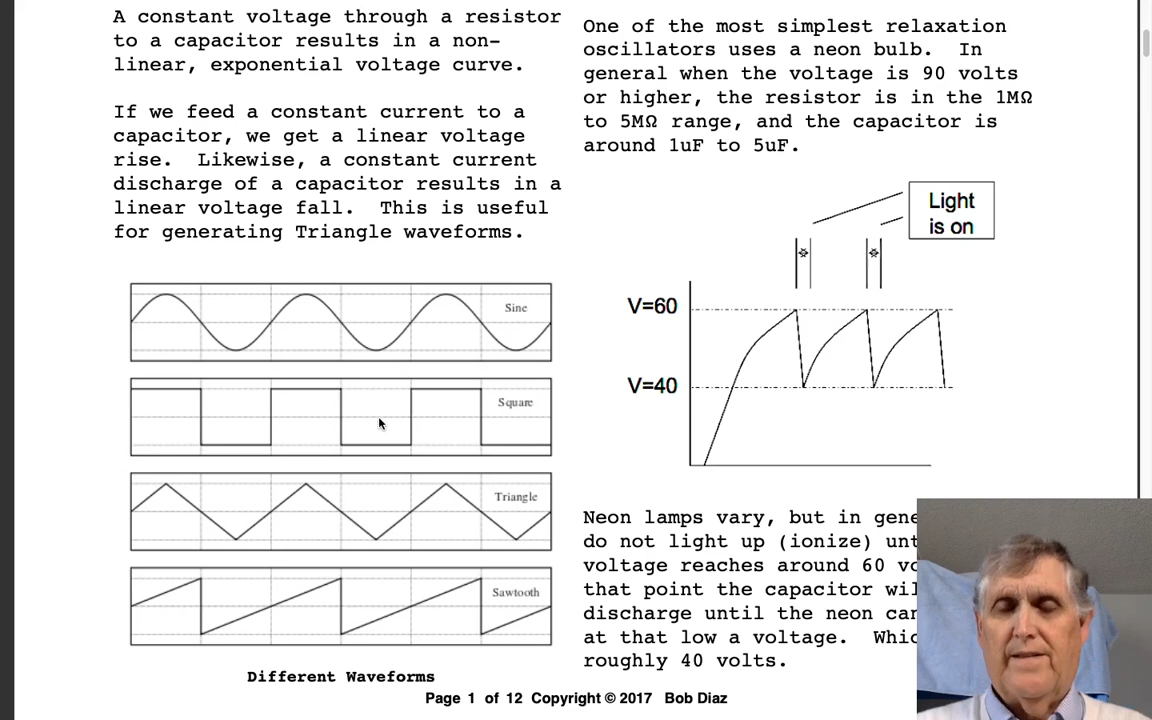 A constant voltage through a resistor
to a capacitor results in a non-
linear, exponential voltage curve.
If we feed a constant current to a
capacitor, we get a linear voltage
rise. Likewise, a constant current
discharge of a capacitor results in a
linear voltage fall. This is useful
for generating Triangle waveforms.
Sine
Square
Triangle
Sawtooth
Different Waveforms
One of the most simplest relaxation
oscillators uses a neon bulb. In
general when the voltage is 90 volts
or higher, the resistor is in the 1MΩ
to 5MΩ range, and the capacitor is
around 1uF to 5uF.
Light
is on
V=60
V=40
Neon lamps vary, but in gene
do not light up (ionize) unt
voltage reaches around 60 vo
that point the capacitor wil
discharge until the neon can
at that low a voltage. Whic
roughly 40 volts.
Page 1 of 12 Copyright © 2017 Bob Diaz